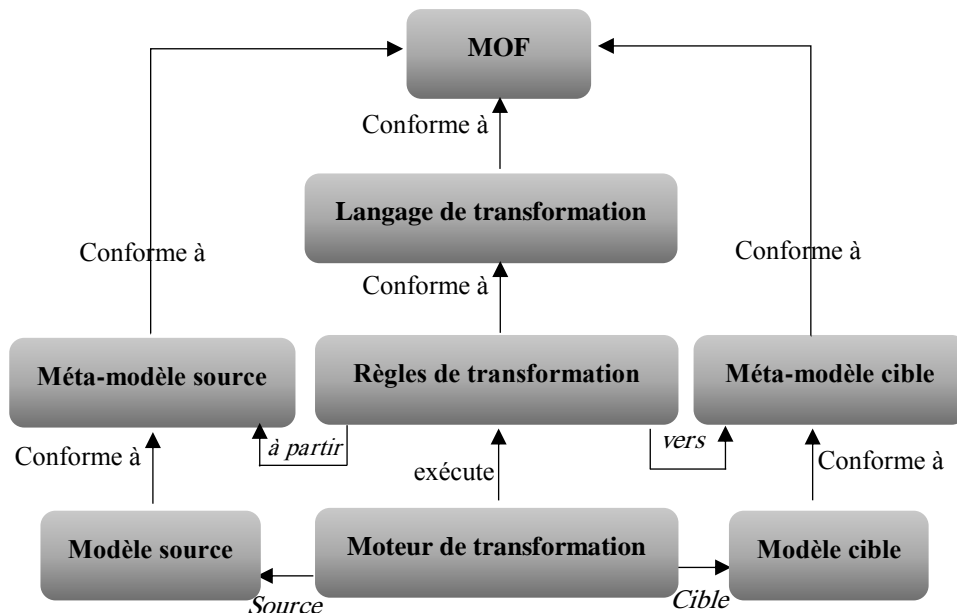 MOF
Conforme à
Langage de transformation
Conforme à
Conforme à
Conforme à
Méta-modèle source
Règles de transformation
Méta-modèle cible
Conforme à
à partir
exécute
vers
Conforme à
Modèle source
Moteur de transformation
Modèle cible
Source
Cible